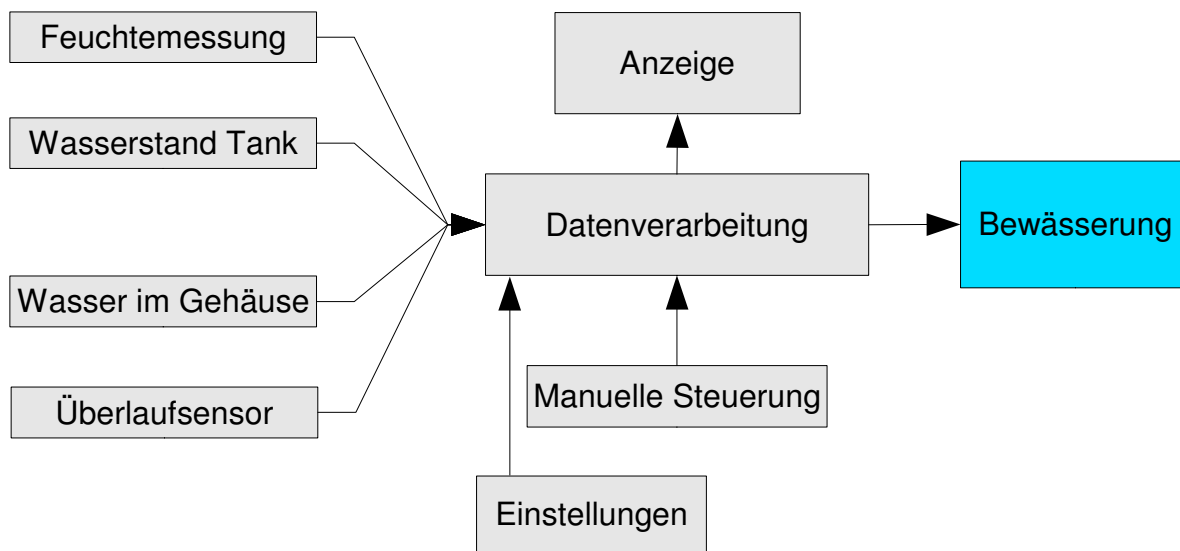 Feuchtemessung
Wasserstand Tank
Wasser im Gehäuse
Überlaufsensor
Anzeige
Datenverarbeitung
Bewässerung
Manuelle Steuerung
Einstellungen